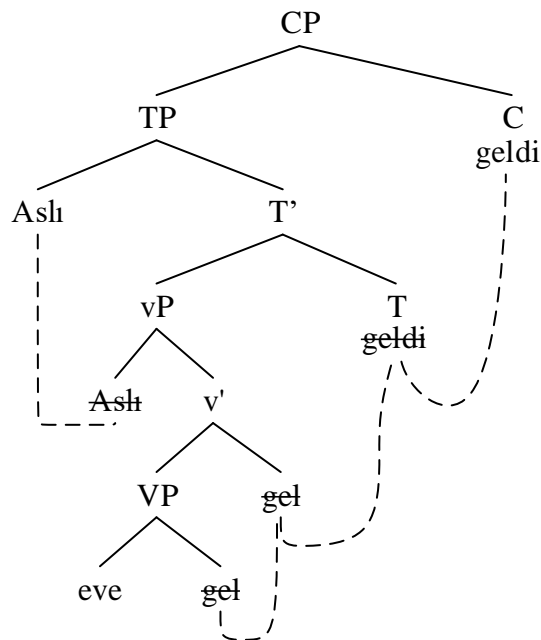 CP
TP C
geldi
Aslı T’
vP T
geldi
Aslı v'
VP gel
eve gel